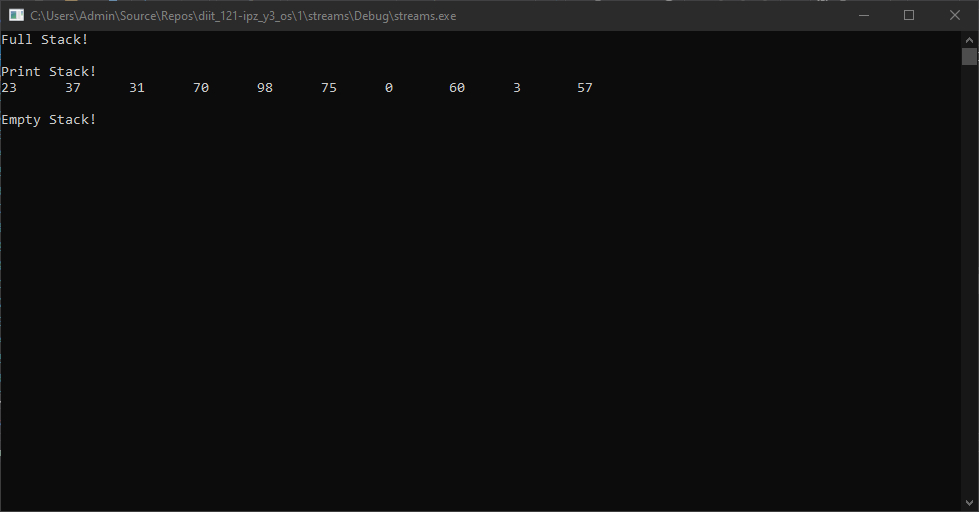 C:\Users\Admin\Source\Repos\diit_121-ipz_y3_os\1\streams\Debug\streams.exe
Full Stack!
Print Stack!
23 37 31 70 98 75 0 60 3 57
Empty Stack!